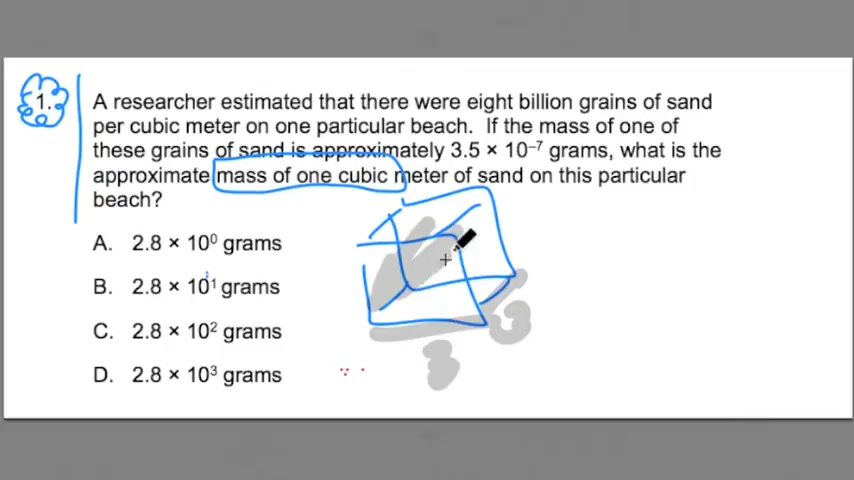 1.
A researcher estimated that there were eight billion grains of sand
per cubic meter on one particular beach. If the mass of one of
these grains of sand is approximately 3.5 × 10⁻⁷ grams, what is the
approximate mass of one cubic meter of sand on this particular
beach?
A. 2.8 × 10⁰ grams
B. 2.8 × 10¹ grams
C. 2.8 × 10² grams
D. 2.8 × 10³ grams